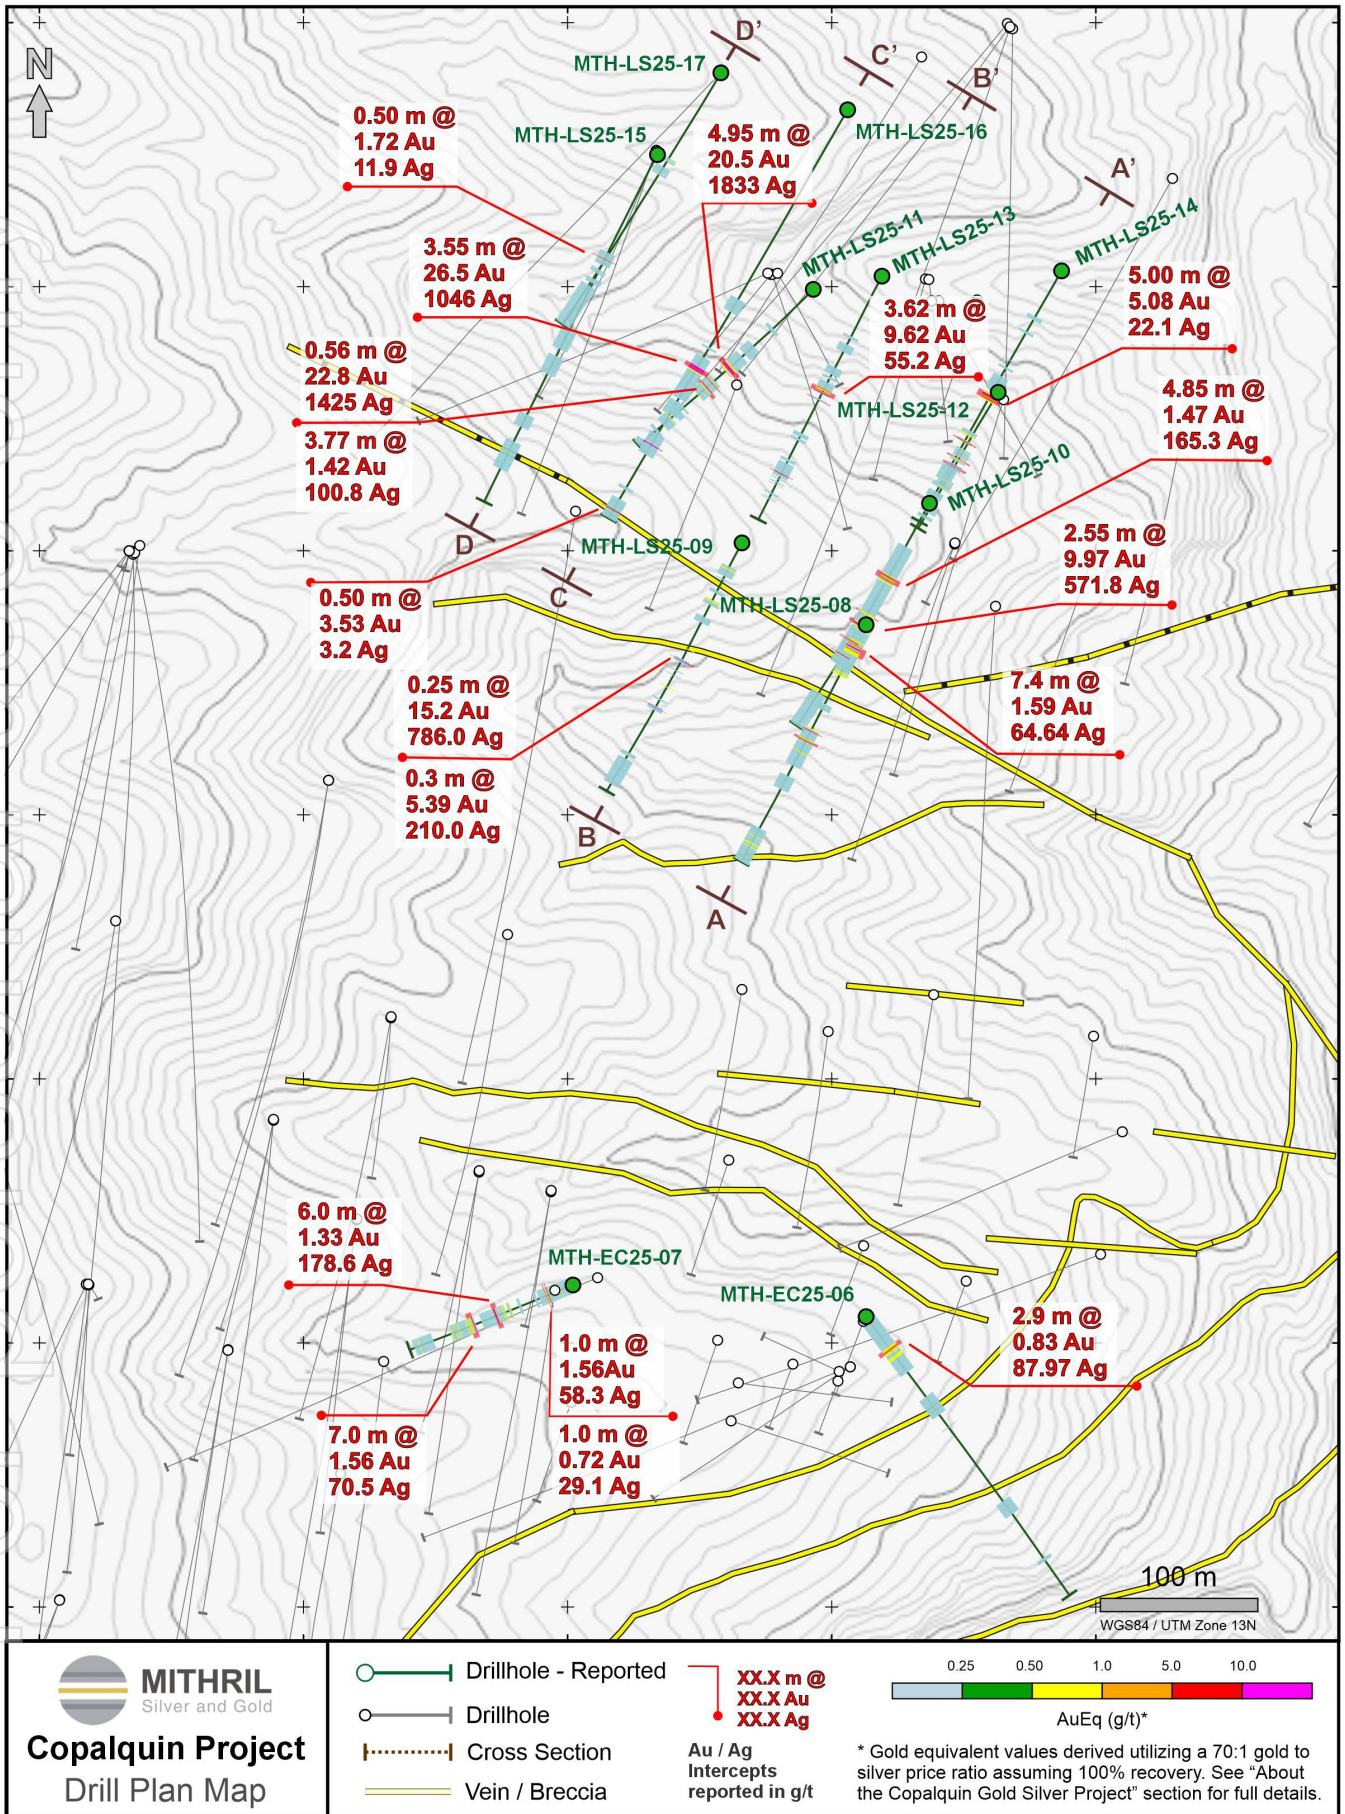 N
D'
C'
B'
A'
MTH-LS25-17
MTH-LS25-15
MTH-LS25-16
MTH-LS25-11
MTH-LS25-13
MTH-LS25-14
0.50 m @
1.72 Au
11.9 Ag
4.95 m @
20.5 Au
1833 Ag
3.55 m @
26.5 Au
1046 Ag
5.00 m @
5.08 Au
22.1 Ag
3.62 m @
9.62 Au
55.2 Ag
0.56 m @
22.8 Au
1425 Ag
3.77 m @
1.42 Au
100.8 Ag
4.85 m @
1.47 Au
165.3 Ag
MTH-LS25-12
MTH-LS25-10
D
MTH-LS25-09
C
2.55 m @
9.97 Au
571.8 Ag
0.50 m @
3.53 Au
3.2 Ag
MTH-LS25-08
0.25 m @
15.2 Au
786.0 Ag
0.3 m @
5.39 Au
210.0 Ag
7.4 m @
1.59 Au
64.64 Ag
B
A
6.0 m @
1.33 Au
178.6 Ag
MTH-EC25-07
MTH-EC25-06
2.9 m @
0.83 Au
87.97 Ag
1.0 m @
1.56Au
58.3 Ag
1.0 m @
0.72 Au
29.1 Ag
7.0 m @
1.56 Au
70.5 Ag
100 m
WGS84 / UTM Zone 13N
MITHRIL
Silver and Gold
Copalquin Project
Drill Plan Map
Drillhole - Reported
Drillhole
Cross Section
Vein / Breccia
XX.X m @
XX.X Au
XX.X Ag
Au / Ag
Intercepts
reported in g/t
0.25 0.50 1.0 5.0 10.0
AuEq (g/t)*
* Gold equivalent values derived utilizing a 70:1 gold to
silver price ratio assuming 100% recovery. See “About
the Copalquin Gold Silver Project” section for full details.